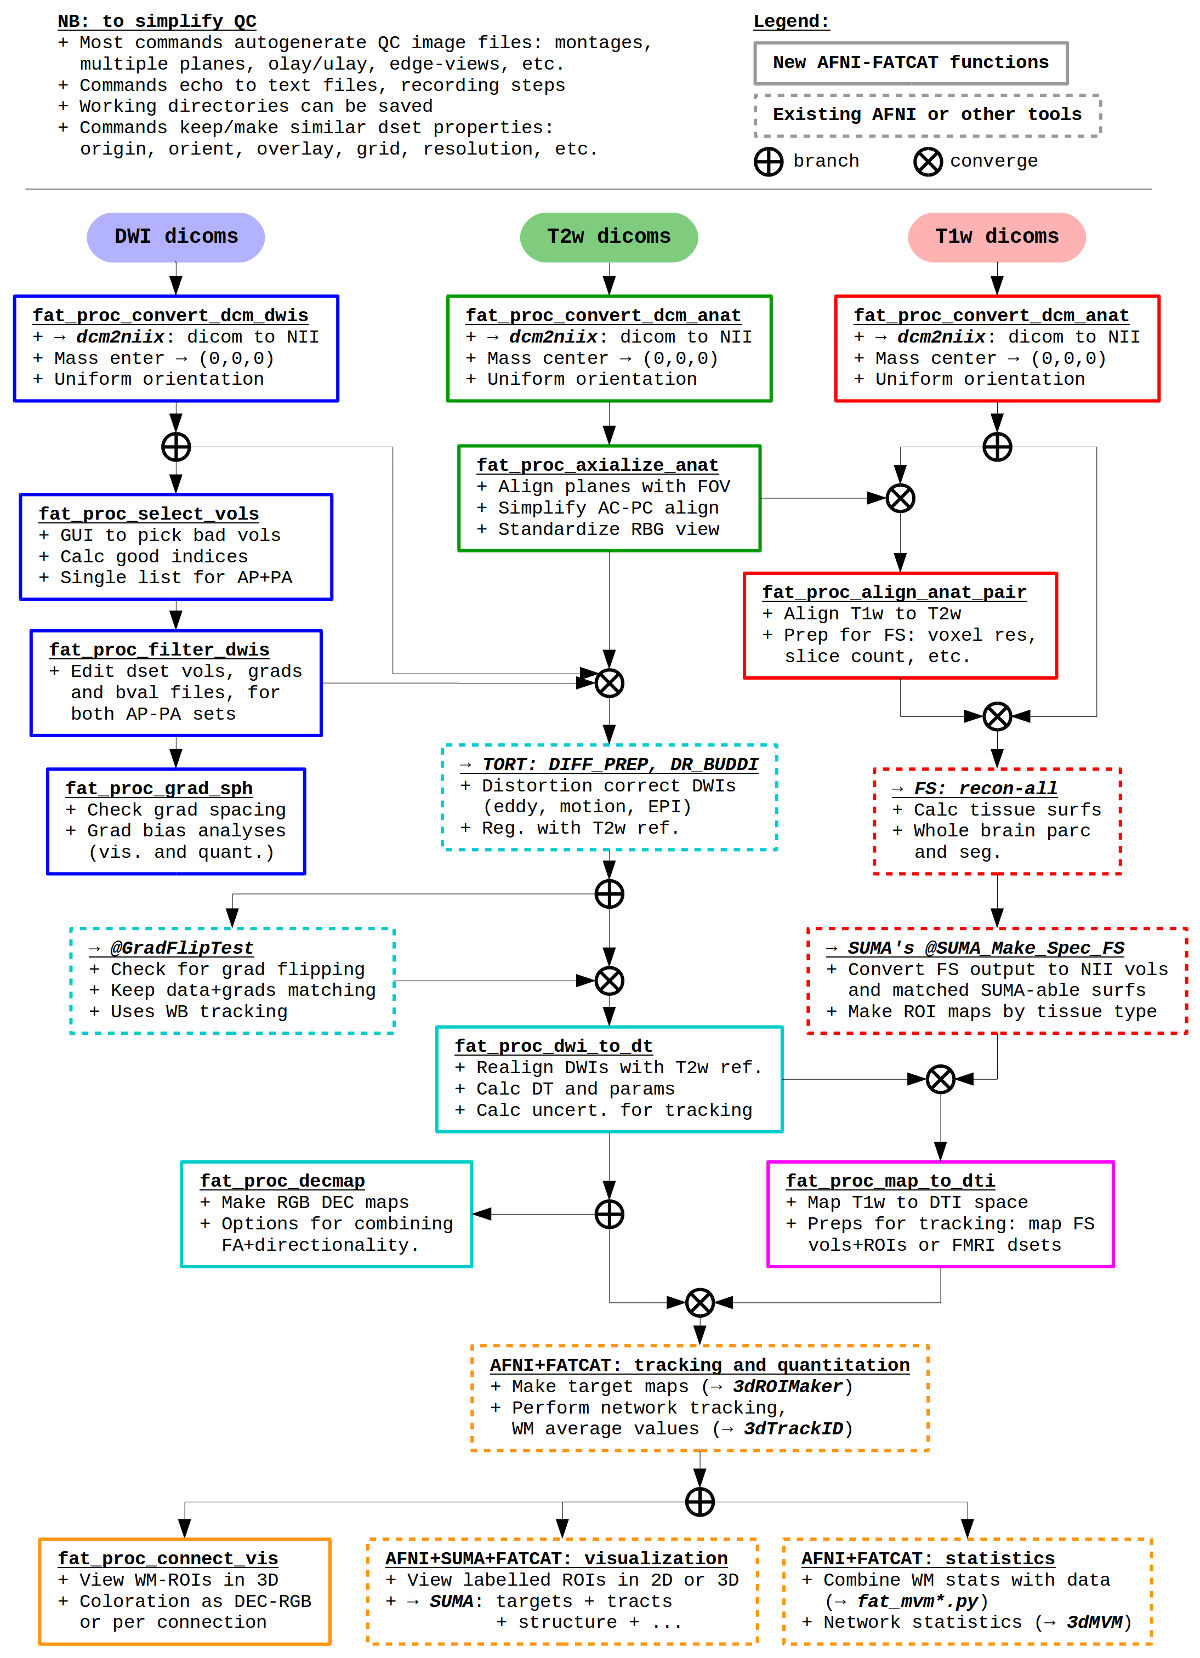 NB: to simplify QC
+ Most commands autogenerate QC image files: montages,
multiple planes, olay/ulay, edge-views, etc.
+ Commands echo to text files, recording steps
+ Working directories can be saved
+ Commands keep/make similar dset properties:
origin, orient, overlay, grid, resolution, etc.
Legend:
New AFNI-FATCAT functions
Existing AFNI or other tools
branch
converge
DWI dicoms
T2w dicoms
T1w dicoms
fat_proc_convert_dcm_dwis
+ → dcm2niix: dicom to NII
+ Mass enter → (0,0,0)
+ Uniform orientation
fat_proc_convert_dcm_anat
+ → dcm2niix: dicom to NII
+ Mass center → (0,0,0)
+ Uniform orientation
fat_proc_convert_dcm_anat
+ → dcm2niix: dicom to NII
+ Mass center → (0,0,0)
+ Uniform orientation
fat_proc_select_vols
+ GUI to pick bad vols
+ Calc good indices
+ Single list for AP+PA
fat_proc_axialize_anat
+ Align planes with FOV
+ Simplify AC-PC align
+ Standardize RBG view
fat_proc_align_anat_pair
+ Align T1w to T2w
+ Prep for FS: voxel res,
slice count, etc.
fat_proc_filter_dwis
+ Edit dset vols, grads
and bval files, for
both AP-PA sets
fat_proc_grad_sph
+ Check grad spacing
+ Grad bias analyses
(vis. and quant.)
→ TORT: DIFF_PREP, DR_BUDDI
+ Distortion correct DWIs
(eddy, motion, EPI)
+ Reg. with T2w ref.
→ FS: recon-all
+ Calc tissue surfs
+ Whole brain parc
and seg.
→ @GradFlipTest
+ Check for grad flipping
+ Keep data+grads matching
+ Uses WB tracking
→ SUMA's @SUMA_Make_Spec_FS
+ Convert FS output to NII vols
and matched SUMA-able surfs
+ Make ROI maps by tissue type
fat_proc_dwi_to_dt
+ Realign DWIs with T2w ref.
+ Calc DT and params
+ Calc uncert. for tracking
fat_proc_decmap
+ Make RGB DEC maps
+ Options for combining
FA+directionality.
fat_proc_map_to_dti
+ Map T1w to DTI space
+ Preps for tracking: map FS
vols+ROIs or FMRI dsets
AFNI+FATCAT: tracking and quantitation
+ Make target maps (→ 3dROIMaker)
+ Perform network tracking,
WM average values (→ 3dTrackID)
fat_proc_connect_vis
+ View WM-ROIs in 3D
+ Coloration as DEC-RGB
or per connection
AFNI+SUMA+FATCAT: visualization
+ View labelled ROIs in 2D or 3D
+ → SUMA: targets + tracts
+ structure + ...
AFNI+FATCAT: statistics
+ Combine WM stats with data
(→ fat_mvm*.py)
+ Network statistics (→ 3dMVM)